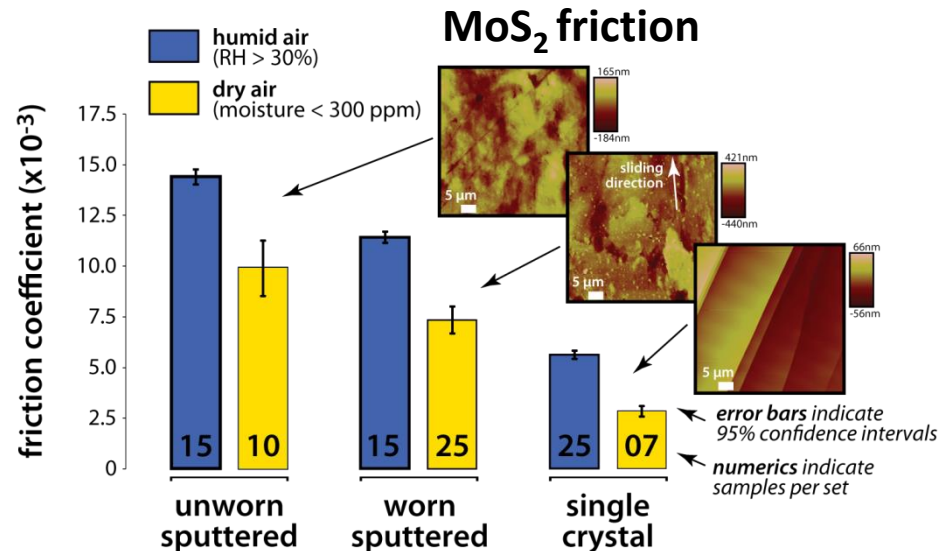 MoS₂ friction
humid air
(RH > 30%)
dry air
(moisture < 300 ppm)
friction coefficient (x10⁻³)
17.5
15.0
12.5
10.0
7.5
5.0
2.5
0
165nm
-184nm
5 µm
421nm
-440nm
sliding
direction
5 µm
66nm
-56nm
5 µm
error bars indicate
95% confidence intervals
numerics indicate
samples per set
15
10
15
25
25
07
unworn
sputtered
worn
sputtered
single
crystal